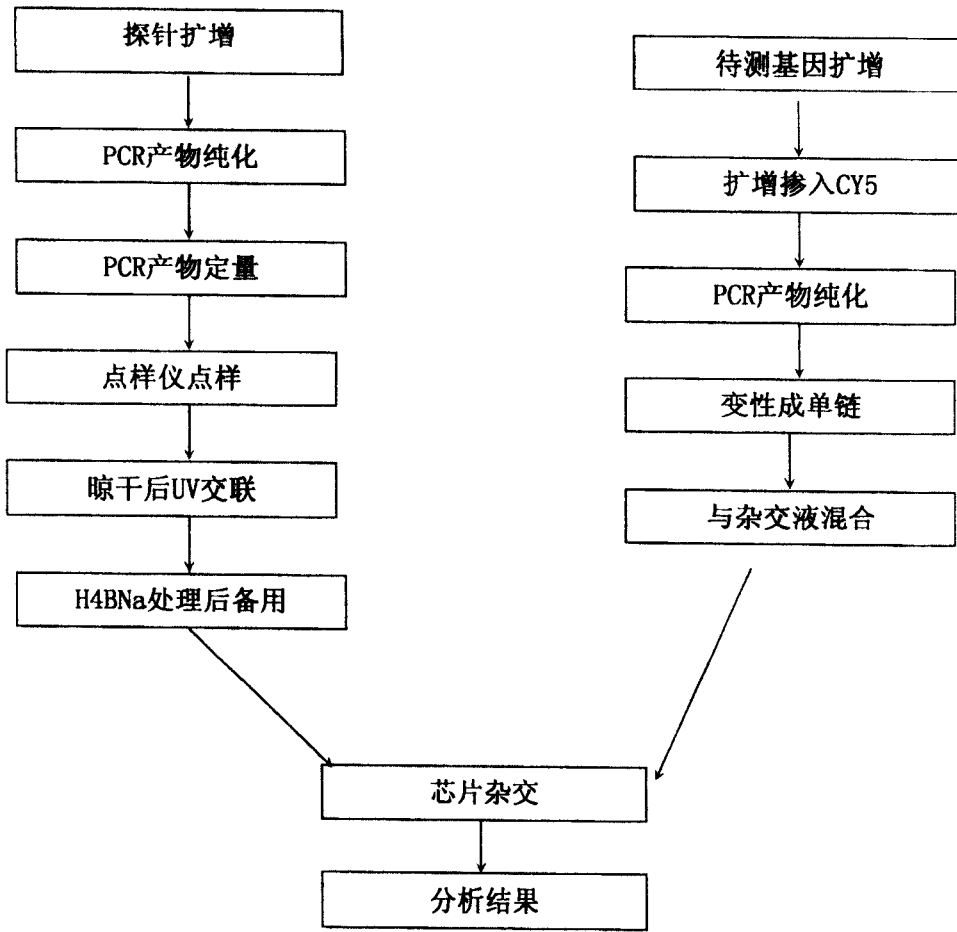 探针扩增
PCR产物纯化
PCR产物定量
点样仪点样
晾干后UV交联
H4BNa处理后备用
待测基因扩增
扩增掺入CY5
PCR产物纯化
变性成单链
与杂交液混合
芯片杂交
分析结果